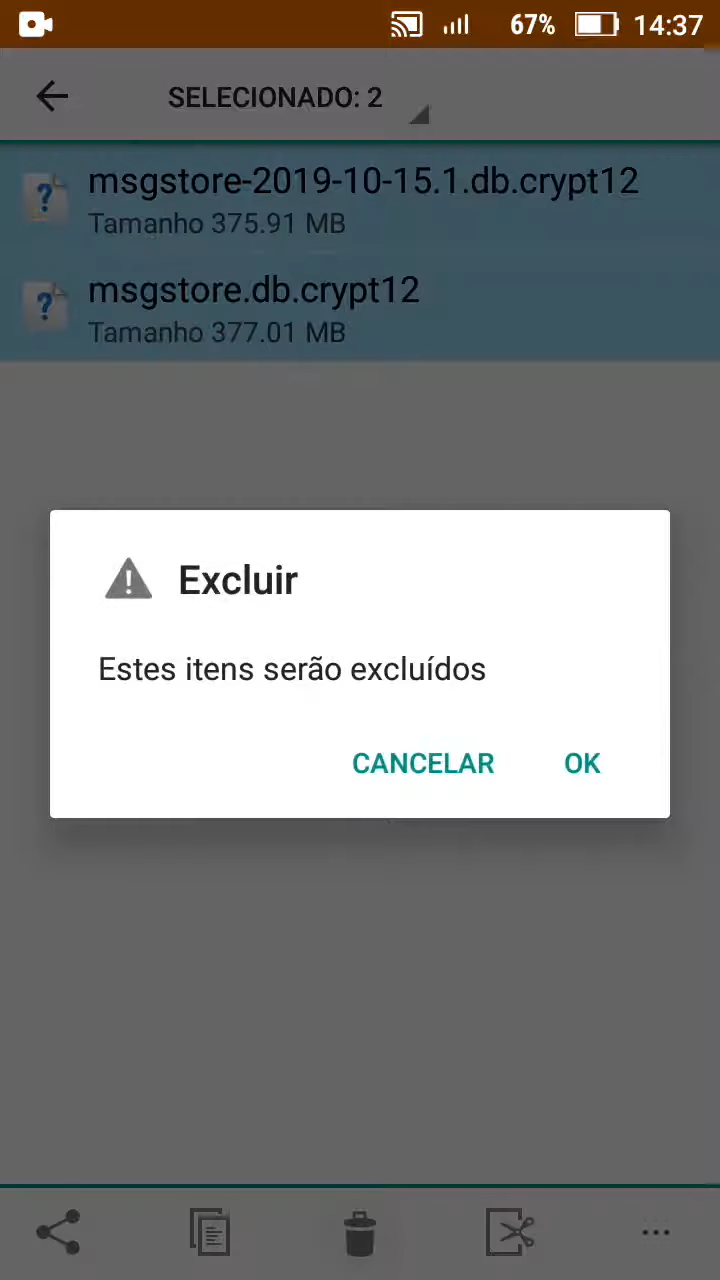 67% 14:37
SELECIONADO: 2
msgstore-2019-10-15.1.db.crypt12
Tamanho 375.91 MB
msgstore.db.crypt12
Tamanho 377.01 MB
Excluir
Estes itens serão excluídos
CANCELAR OK